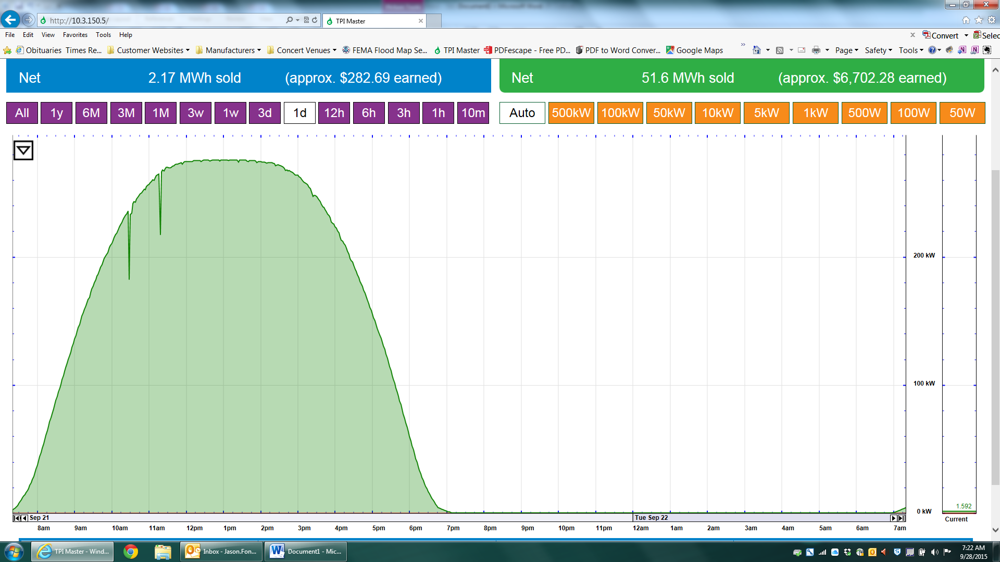 http://10.3.150.5/
TPI Master
File Edit View Favorites Tools Help
Convert Selec
Obituaries Times Re... Customer Websites Manufacturers Concert Venues FEMA Flood Map Se... TPI Master PDFescape - Free PD... PDF to Word Conver... Google Maps » Page Safety Tools
Net 2.17 MWh sold (approx. $282.69 earned)
Net 51.6 MWh sold (approx. $6,702.28 earned)
All 1y 6M 3M 1M 3w 1w 3d 1d 12h 6h 3h 1h 10m
Auto 500kW 100kW 50kW 10kW 5kW 1kW 500W 100W 50W
200 kW
100 kW
1.592
0 kW
Sep 21 Tue Sep 22 Current
8am 9am 10am 11am 12pm 1pm 2pm 3pm 4pm 5pm 6pm 7pm 8pm 9pm 10pm 11pm 12am 1am 2am 3am 4am 5am 6am 7am
TPI Master - Wind... Inbox - Jason.Fon... Document1 - Mic...
7:22 AM
9/28/2015